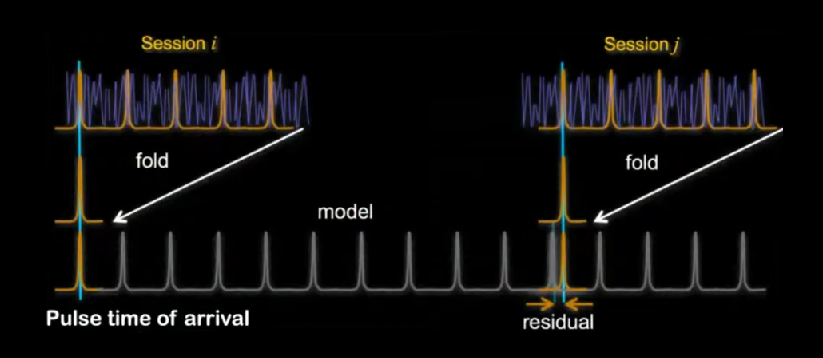 Session i
Session j
fold
fold
model
Pulse time of arrival
residual